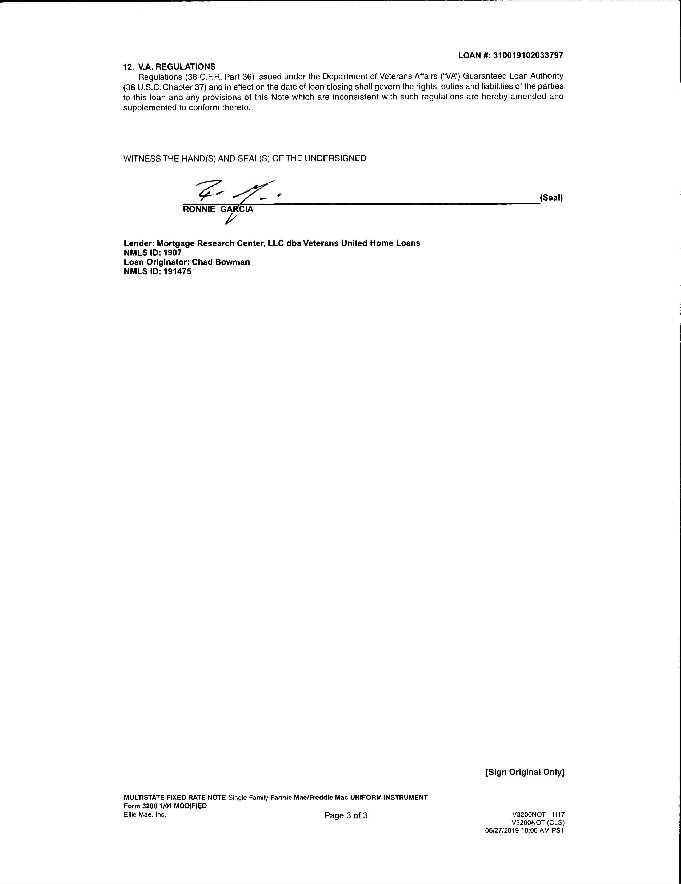 LOAN #: 310019102033797
12. V.A. REGULATIONS
Regulations (38 C.F.R. Part 36) issued under the Department of Veterans Affairs ("VA") Guaranteed Loan Authority
(38 U.S.C. Chapter 37) and in effect on the date of loan closing shall govern the rights, duties and liabilities of the parties
to this loan and any provisions of this Note which are inconsistent with such regulations are hereby amended and
supplemented to conform thereto.
WITNESS THE HAND(S) AND SEAL(S) OF THE UNDERSIGNED
(Seal)
RONNIE GARCIA
Lender: Mortgage Research Center, LLC dba Veterans United Home Loans
NMLS ID: 1907
Loan Originator: Chad Bowman
NMLS ID: 191475
[Sign Original Only]
MULTISTATE FIXED RATE NOTE-Single Family-Fannie Mae/Freddie Mac UNIFORM INSTRUMENT
Form 3200 1/01 MODIFIED
Ellie Mae, Inc. Page 3 of 3 V3200NOT 1117
V3200NOT (CLS)
06/27/2019 10:06 AM PST